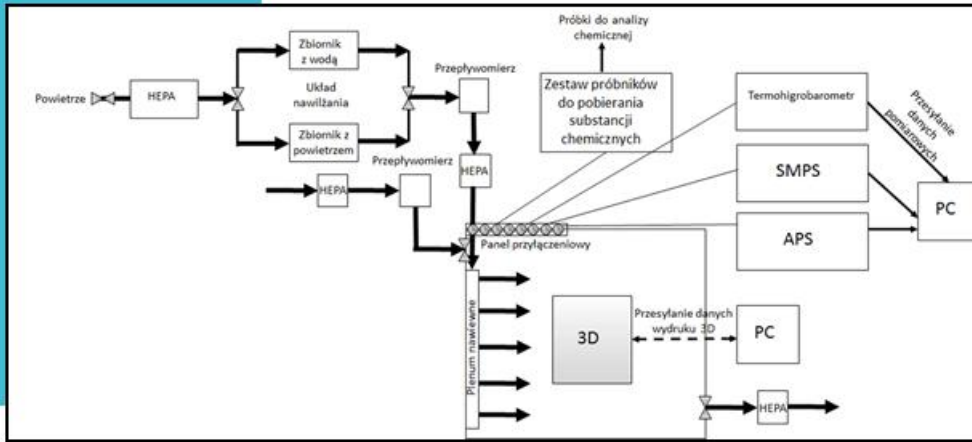 Próbki do analizy
chemicznej
Zbiornik
z wodą
Przepływomierz
Powietrze
HEPA
Układ
nawilżania
Zestaw próbników
do pobierania
substancji
chemicznych
Termohigrobarometr
Przesyłanie
danych
pomiarowych
Zbiornik z
powietrzem
Przepływomierz
HEPA
SMPS
HEPA
PC
APS
Panel przyłączeniowy
Plenum nawiewne
3D
Przesyłanie danych
wydruku 3D
PC
HEPA